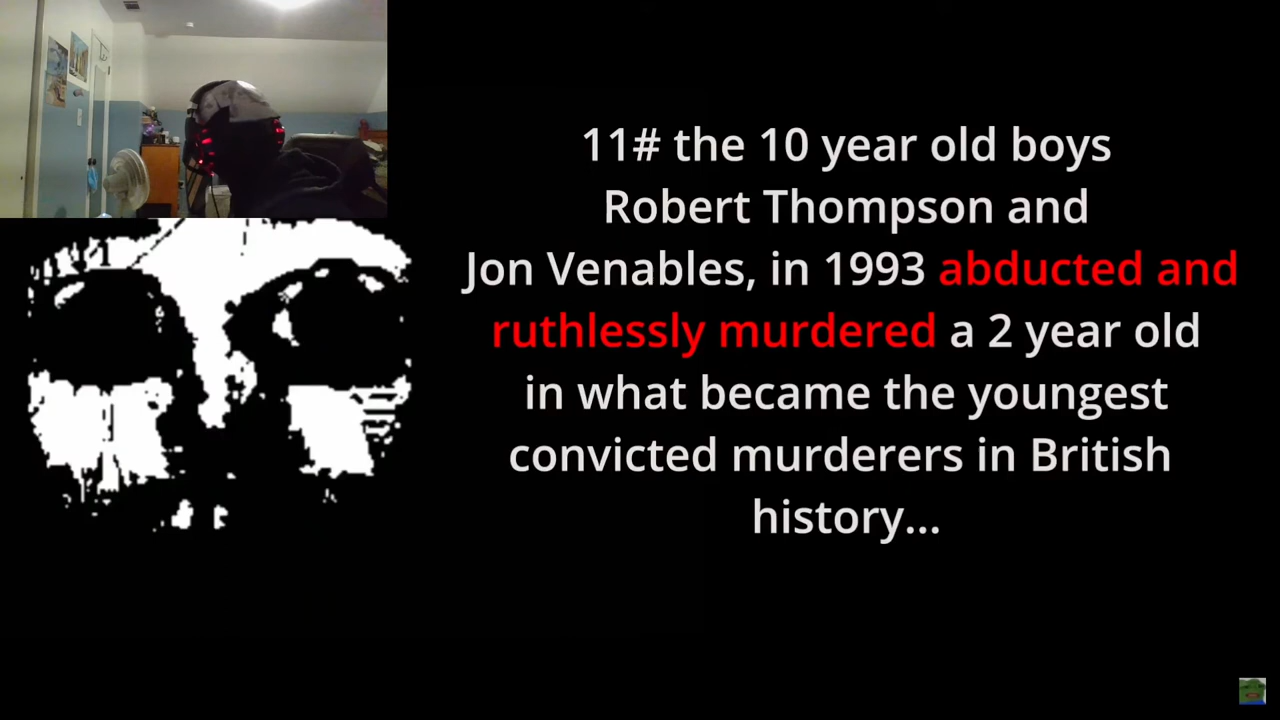 11# the 10 year old boys
Robert Thompson and
Jon Venables, in 1993 abducted and
ruthlessly murdered a 2 year old
in what became the youngest
convicted murderers in British
history...